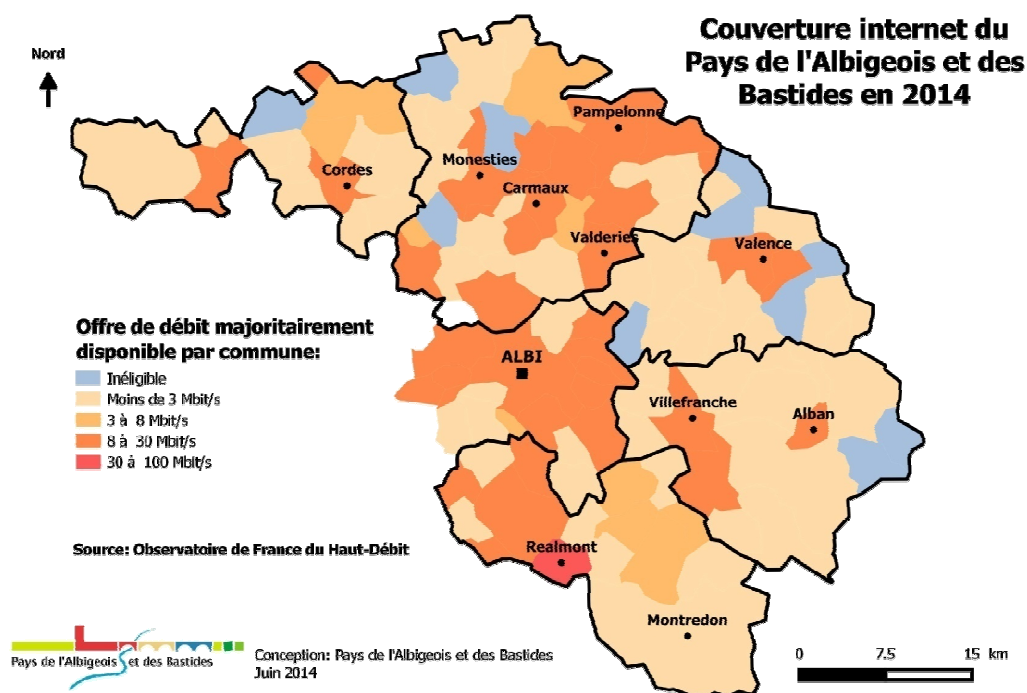 Couverture internet du
Pays de l'Albigeois et des
Bastides en 2014
Nord
Pampelonne
Cordes
Monesties
Carmaux
Valderies
Valence
ALBI
Villefranche
Alban
Realmont
Montredon
Offre de débit majoritairement
disponible par commune:
Inéligible
Moins de 3 Mbit/s
3 à 8 Mbit/s
8 à 30 Mbit/s
30 à 100 Mbit/s
Source: Observatoire de France du Haut-Débit
Pays de l'Albigeois et des Bastides
Conception: Pays de l'Albigeois et des Bastides
Juin 2014
0 7.5 15 km